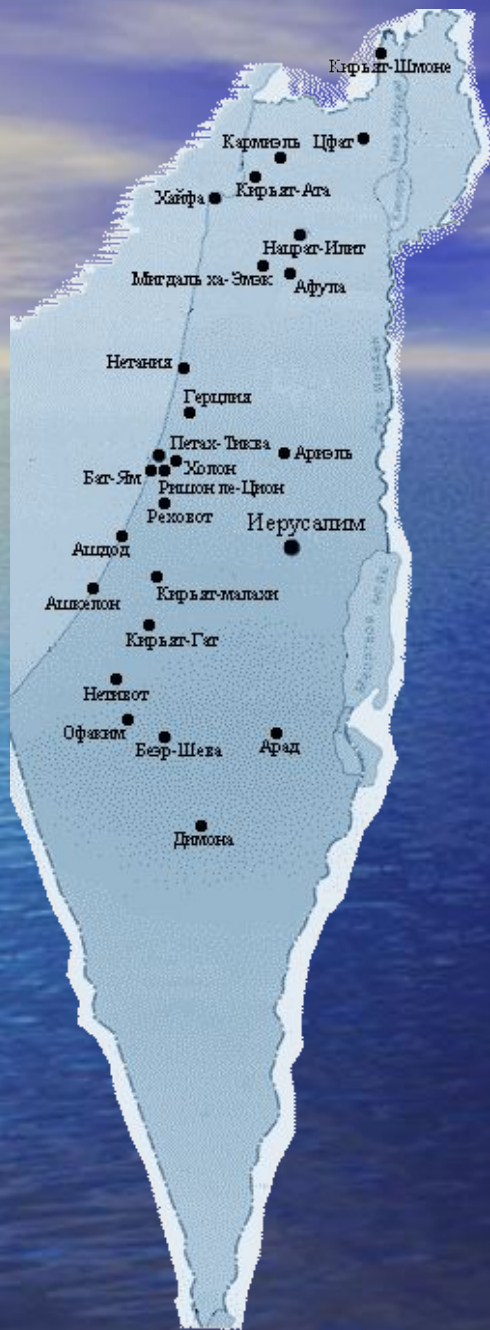 Кирьят-Шмоне
Кармиэль
Цфат
Кирьят-Ата
Хайфа
Нацрат-Илит
Мигдаль ха-Эмэк
Афула
Нетания
Герцлия
Петах-Тиква
Ариэль
Холон
Бат-Ям
Ришон ле-Цион
Реховот
Иерусалим
Ашдод
Кирьят-малахи
Ашкелон
Кирьят-Гат
Нетивот
Офаким
Беэр-Шева
Арад
Димона